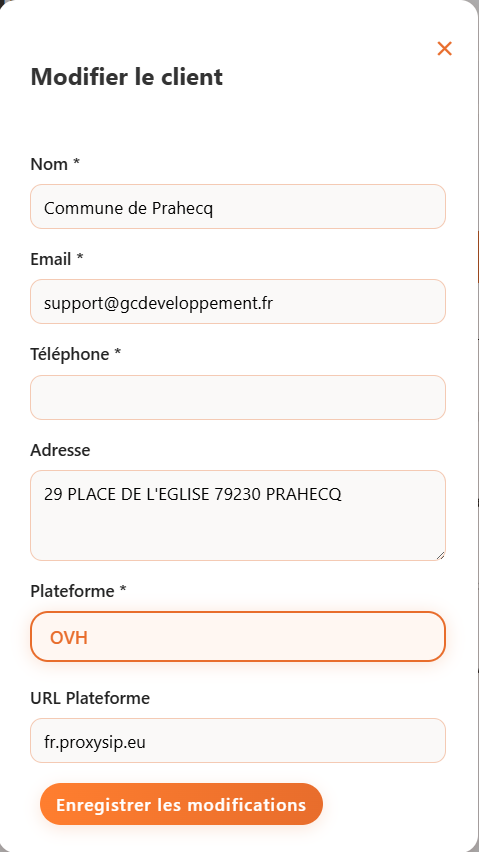 ×
Modifier le client
Nom *
Commune de Prahecq
Email *
support@gcdeveloppement.fr
Téléphone *
Adresse
29 PLACE DE L'EGLISE 79230 PRAHECQ
Plateforme *
OVH
URL Plateforme
fr.proxysip.eu
Enregistrer les modifications